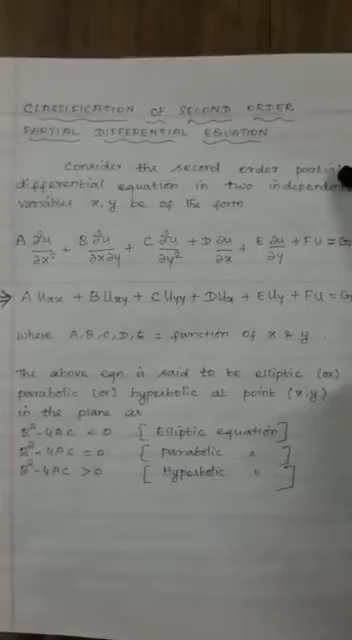 CLASSIFICATION OF SECOND ORDER
PARTIAL DIFFERENTIAL EQUATION
Consider the second order partial
differential equation in two independent
variables x, y be of the form
A ∂²u/∂x² + B ∂²u/∂x∂y + C ∂²u/∂y² + D ∂u/∂x + E ∂u/∂y + Fu = G
⇒ A Uxx + B Uxy + C Uyy + DUx + EUy + FU = G
where A, B, C, D, E = function of x & y.
The above eqn is said to be elliptic (or)
parabolic (or) hyperbolic at point (x,y)
in the plane as
B² - 4AC < 0 [ Elliptic equation ]
B² - 4AC = 0 [ parabolic " ]
B² - 4AC > 0 [ Hyperbolic " ]